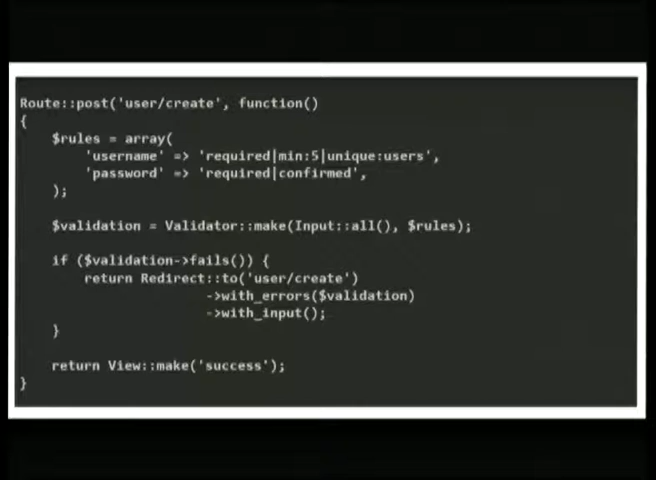 Route::post('user/create', function()
{
    $rules = array(
        'username' => 'required|min:5|unique:users',
        'password' => 'required|confirmed',
    );
    $validation = Validator::make(Input::all(), $rules);
    if ($validation->fails()) {
        return Redirect::to('user/create')
                       ->with_errors($validation)
                       ->with_input();
    }
    return View::make('success');
}